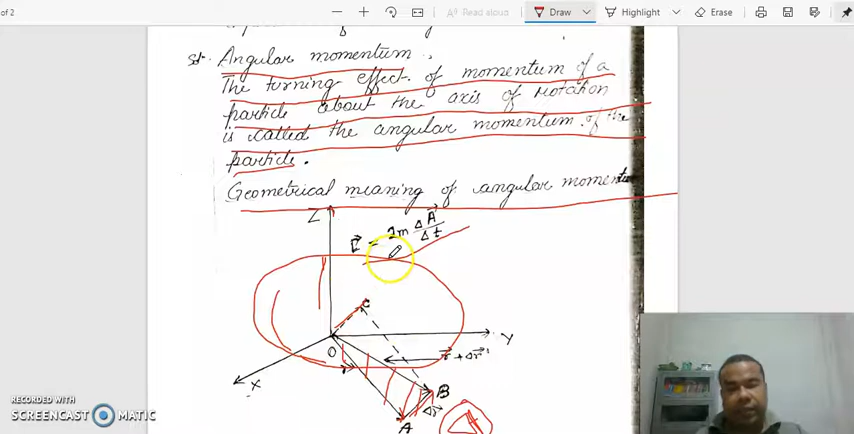 of 2
Read aloud
Draw
Highlight
Erase
St. Angular momentum.
The turning effect of momentum of a
particle about the axis of rotation
is called the angular momentum of the
particle.
Geometrical meaning of angular momentum
Z
L = 2m ΔA / Δt
C
Y
O
r + Δr
X
r
B
Δr
A
RECORDED WITH
SCREENCAST MATIC